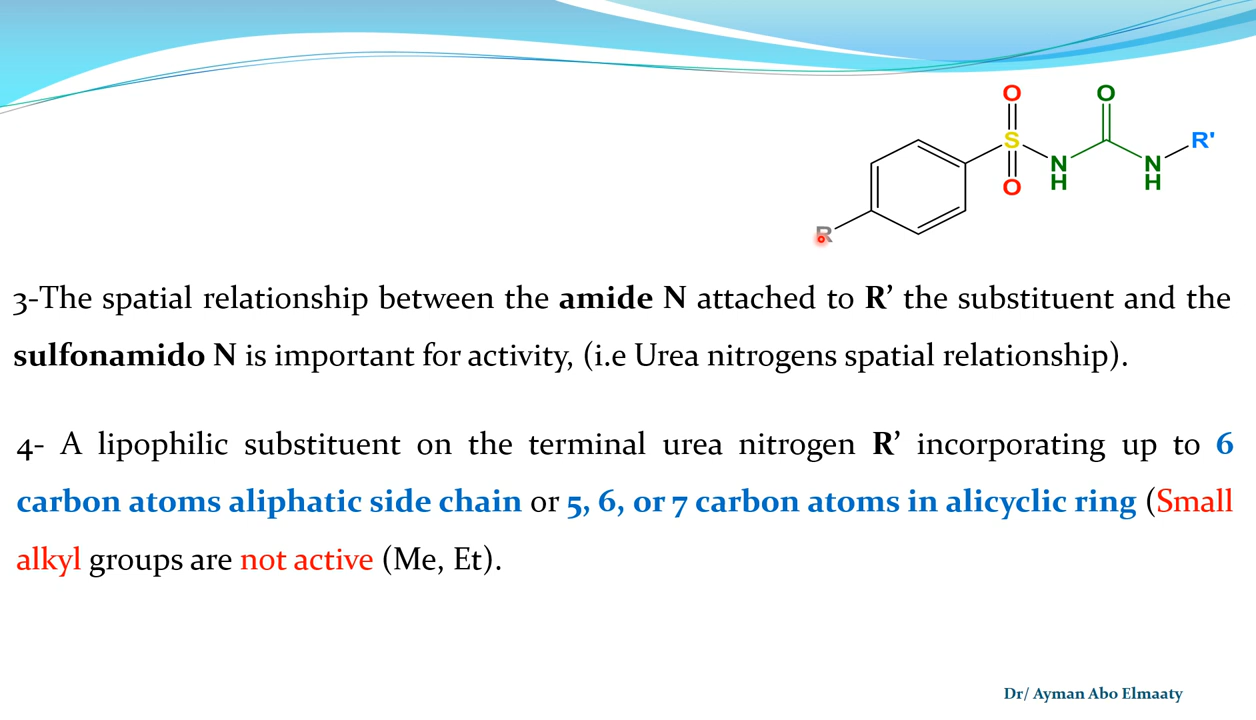 O O
S N N R'
H H
O
R
3-The spatial relationship between the amide N attached to R’ the substituent and the
sulfonamido N is important for activity, (i.e Urea nitrogens spatial relationship).
4- A lipophilic substituent on the terminal urea nitrogen R’ incorporating up to 6
carbon atoms aliphatic side chain or 5, 6, or 7 carbon atoms in alicyclic ring (Small
alkyl groups are not active (Me, Et).
Dr/ Ayman Abo Elmaaty